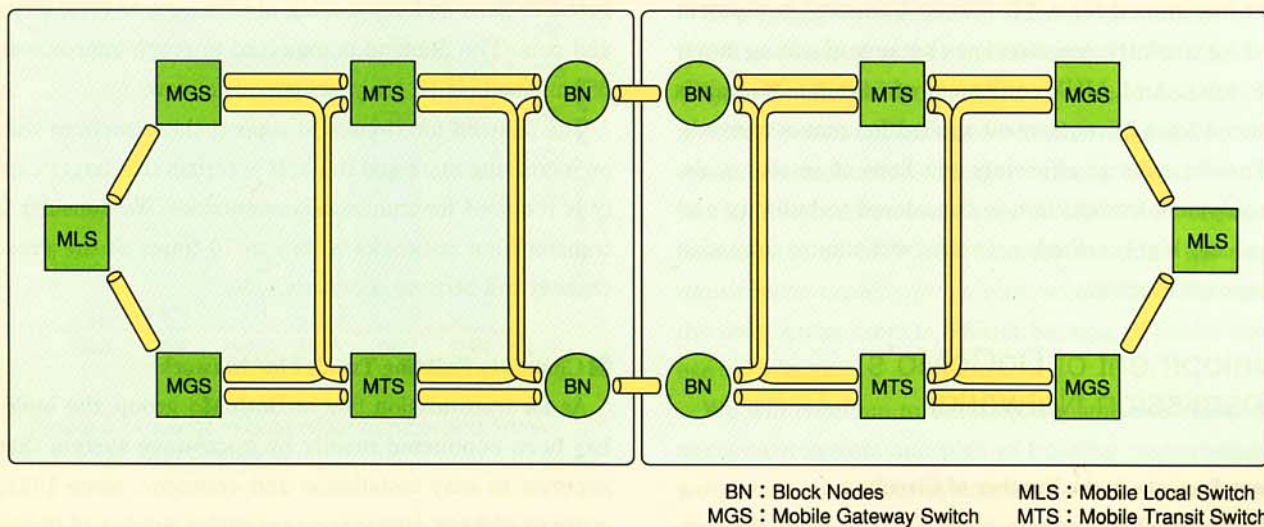 MGS MTS BN BN MTS MGS
MLS MLS
MGS MTS BN BN MTS MGS
BN : Block Nodes MLS : Mobile Local Switch
MGS : Mobile Gateway Switch MTS : Mobile Transit Switch